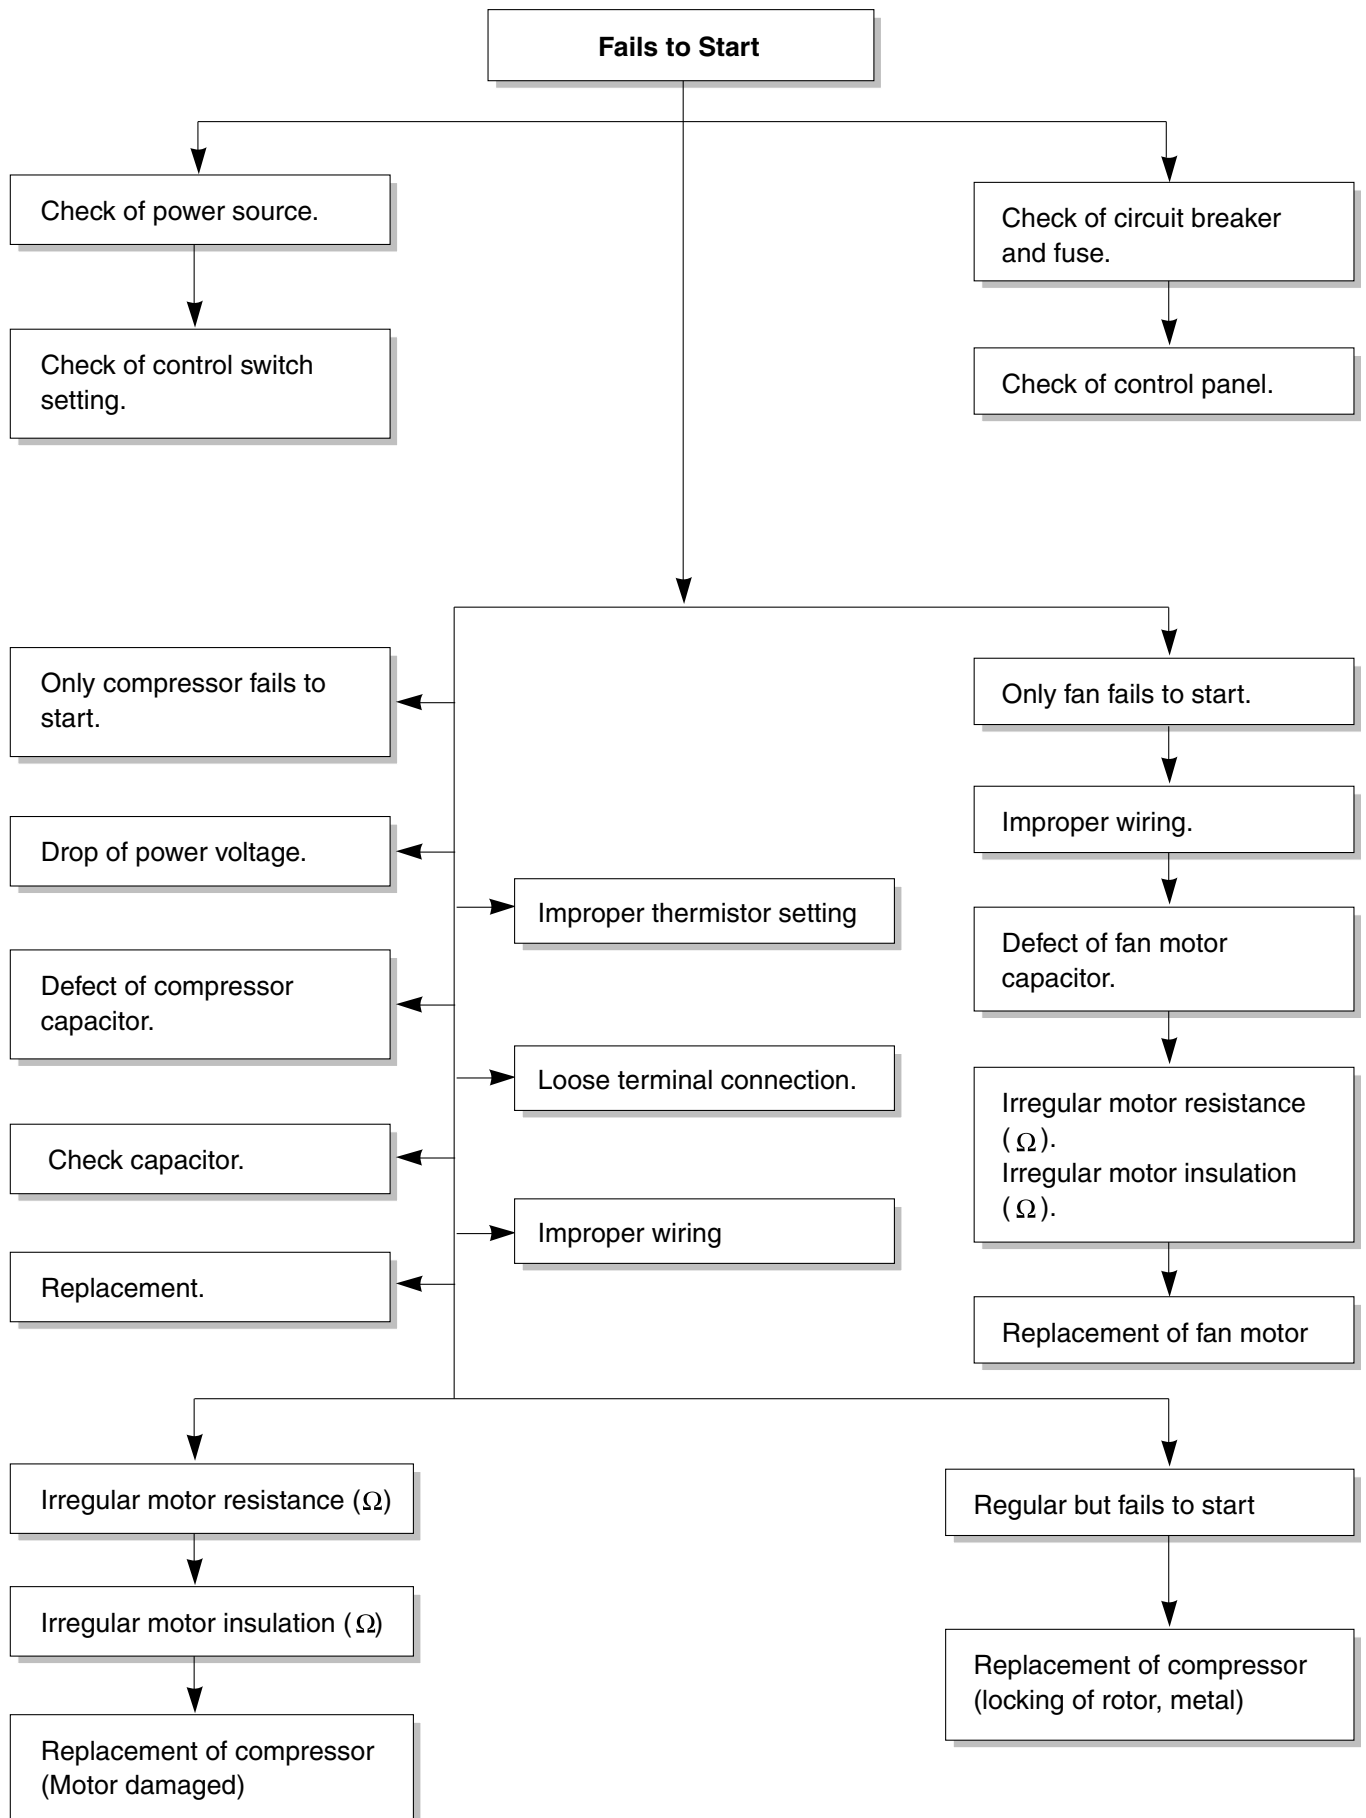 Fails to Start
Check of power source.
Check of circuit breaker
and fuse.
Check of control switch
setting.
Check of control panel.
Only compressor fails to
start.
Only fan fails to start.
Drop of power voltage.
Improper wiring.
Improper thermistor setting
Defect of compressor
capacitor.
Defect of fan motor
capacitor.
Loose terminal connection.
Irregular motor resistance
(Ω).
Irregular motor insulation
(Ω).
Check capacitor.
Improper wiring
Replacement.
Replacement of fan motor
Irregular motor resistance (Ω)
Regular but fails to start
Irregular motor insulation (Ω)
Replacement of compressor
(locking of rotor, metal)
Replacement of compressor
(Motor damaged)